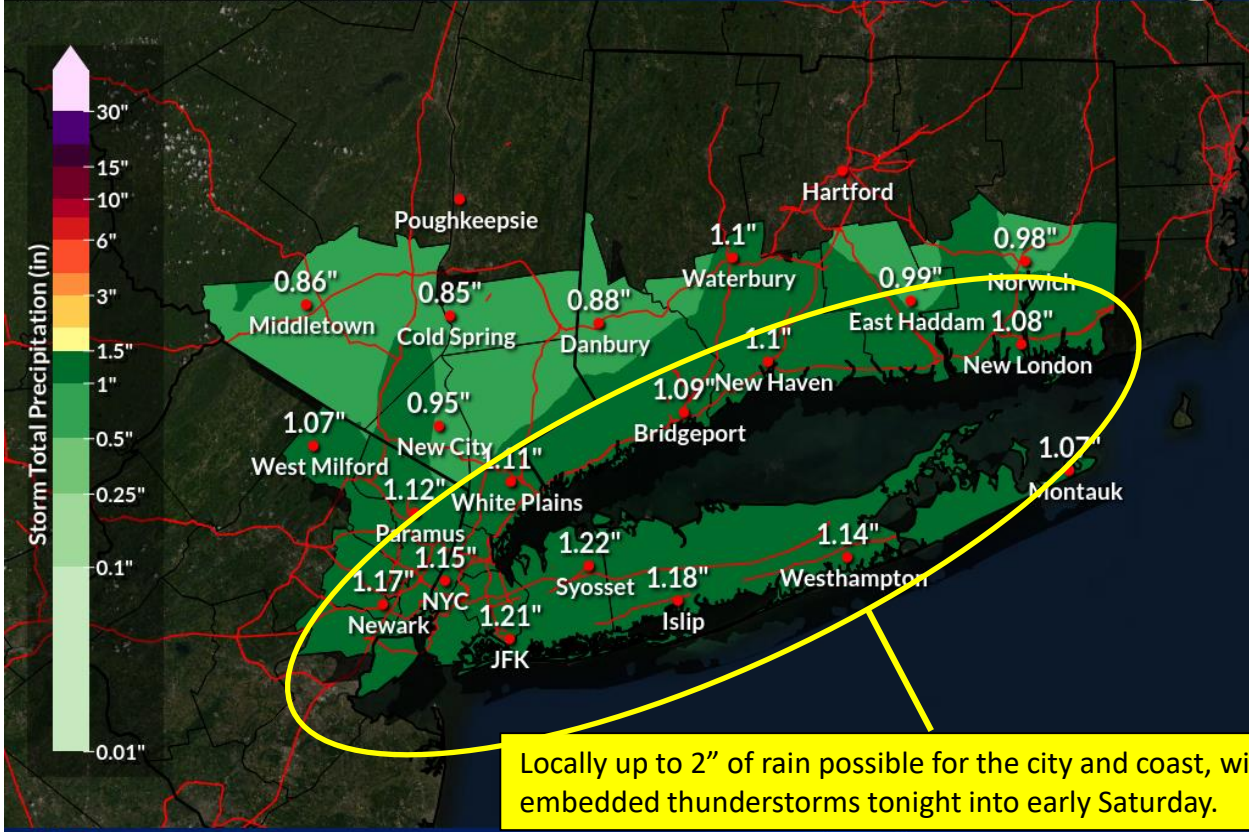 Storm Total Precipitation (in)
30"
15"
10"
6"
3"
1.5"
1"
0.5"
0.25"
0.1"
0.01"
Poughkeepsie
Hartford
0.86"
Middletown
0.85"
Cold Spring
0.88"
Danbury
1.1"
Waterbury
0.99"
East Haddam
0.98"
Norwich
1.08"
New London
1.1"
New Haven
1.09"
Bridgeport
0.95"
New City
1.07"
West Milford
1.11"
White Plains
1.12"
Paramus
1.07"
Montauk
1.15"
NYC
1.17"
Newark
1.21"
JFK
1.22"
Syosset
1.18"
Islip
1.14"
Westhampton
Locally up to 2” of rain possible for the city and coast, wi
embedded thunderstorms tonight into early Saturday.